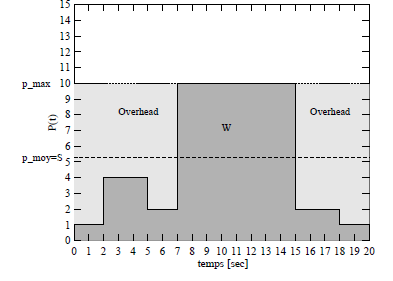 15
14
13
12
11
p_max 10
9
Overhead Overhead
8
P(t)
7 W
6
p_moy=S 5
4
3
2
1
0
0 1 2 3 4 5 6 7 8 9 10 11 12 13 14 15 16 17 18 19 20
temps [sec]